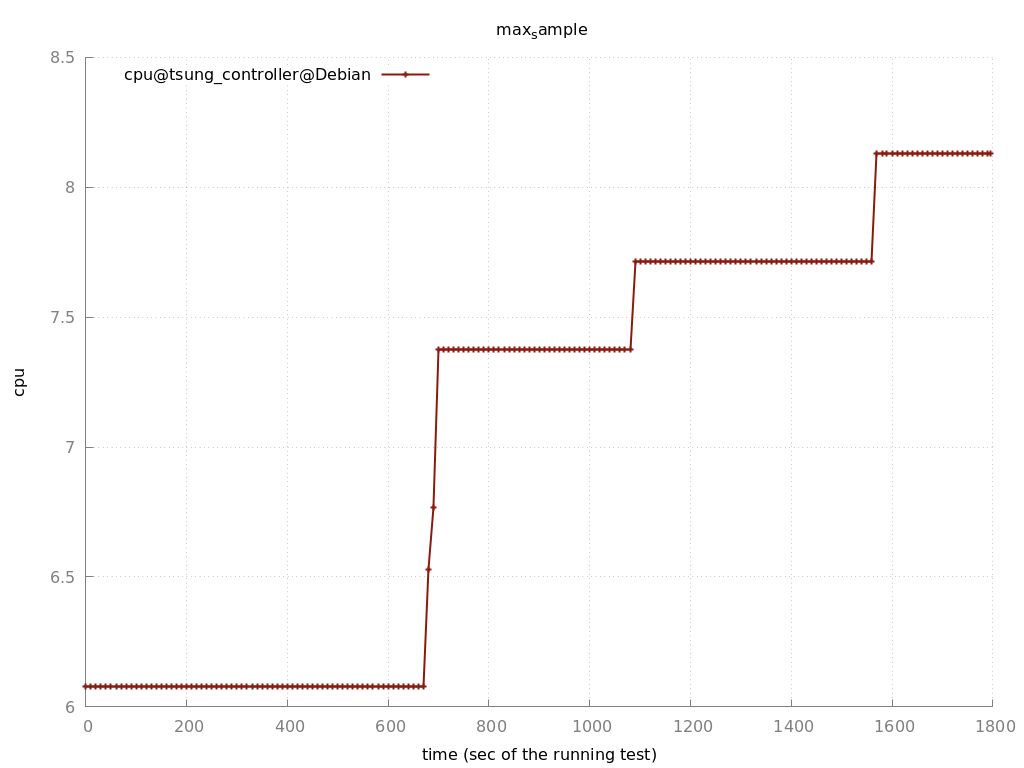 max_sample
8.5
cpu@tsung_controller@Debian
8
7.5
cpu
7
6.5
6
0 200 400 600 800 1000 1200 1400 1600 1800
time (sec of the running test)